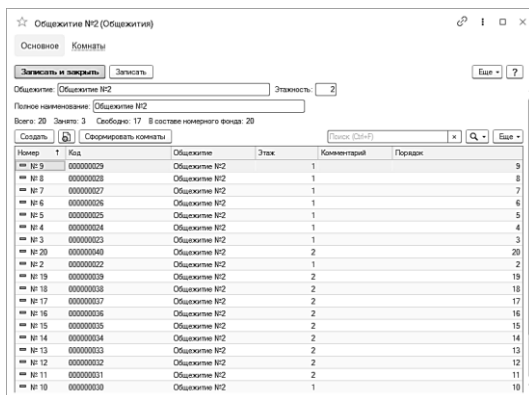 Общежитие №2 (Общежития)
Основное Комнаты
Записать и закрыть Записать Еще ?
Общежитие: Общежитие №2 Этажность: 2
Полное наименование: Общежитие №2
Всего: 20 Занято: 3 Свободно: 17 В составе номерного фонда: 20
Создать Сформировать комнаты Поиск (Ctrl+F) × Еще
Номер ↑ Код Общежитие Этаж Комментарий Порядок
№ 9 000000029 Общежитие №2 1 9
№ 8 000000028 Общежитие №2 1 8
№ 7 000000027 Общежитие №2 1 7
№ 6 000000026 Общежитие №2 1 6
№ 5 000000025 Общежитие №2 1 5
№ 4 000000024 Общежитие №2 1 4
№ 3 000000023 Общежитие №2 1 3
№ 20 000000040 Общежитие №2 2 20
№ 2 000000022 Общежитие №2 1 2
№ 19 000000039 Общежитие №2 2 19
№ 18 000000038 Общежитие №2 2 18
№ 17 000000037 Общежитие №2 2 17
№ 16 000000036 Общежитие №2 2 16
№ 15 000000035 Общежитие №2 2 15
№ 14 000000034 Общежитие №2 2 14
№ 13 000000033 Общежитие №2 2 13
№ 12 000000032 Общежитие №2 2 12
№ 11 000000031 Общежитие №2 2 11
№ 10 000000030 Общежитие №2 1 10